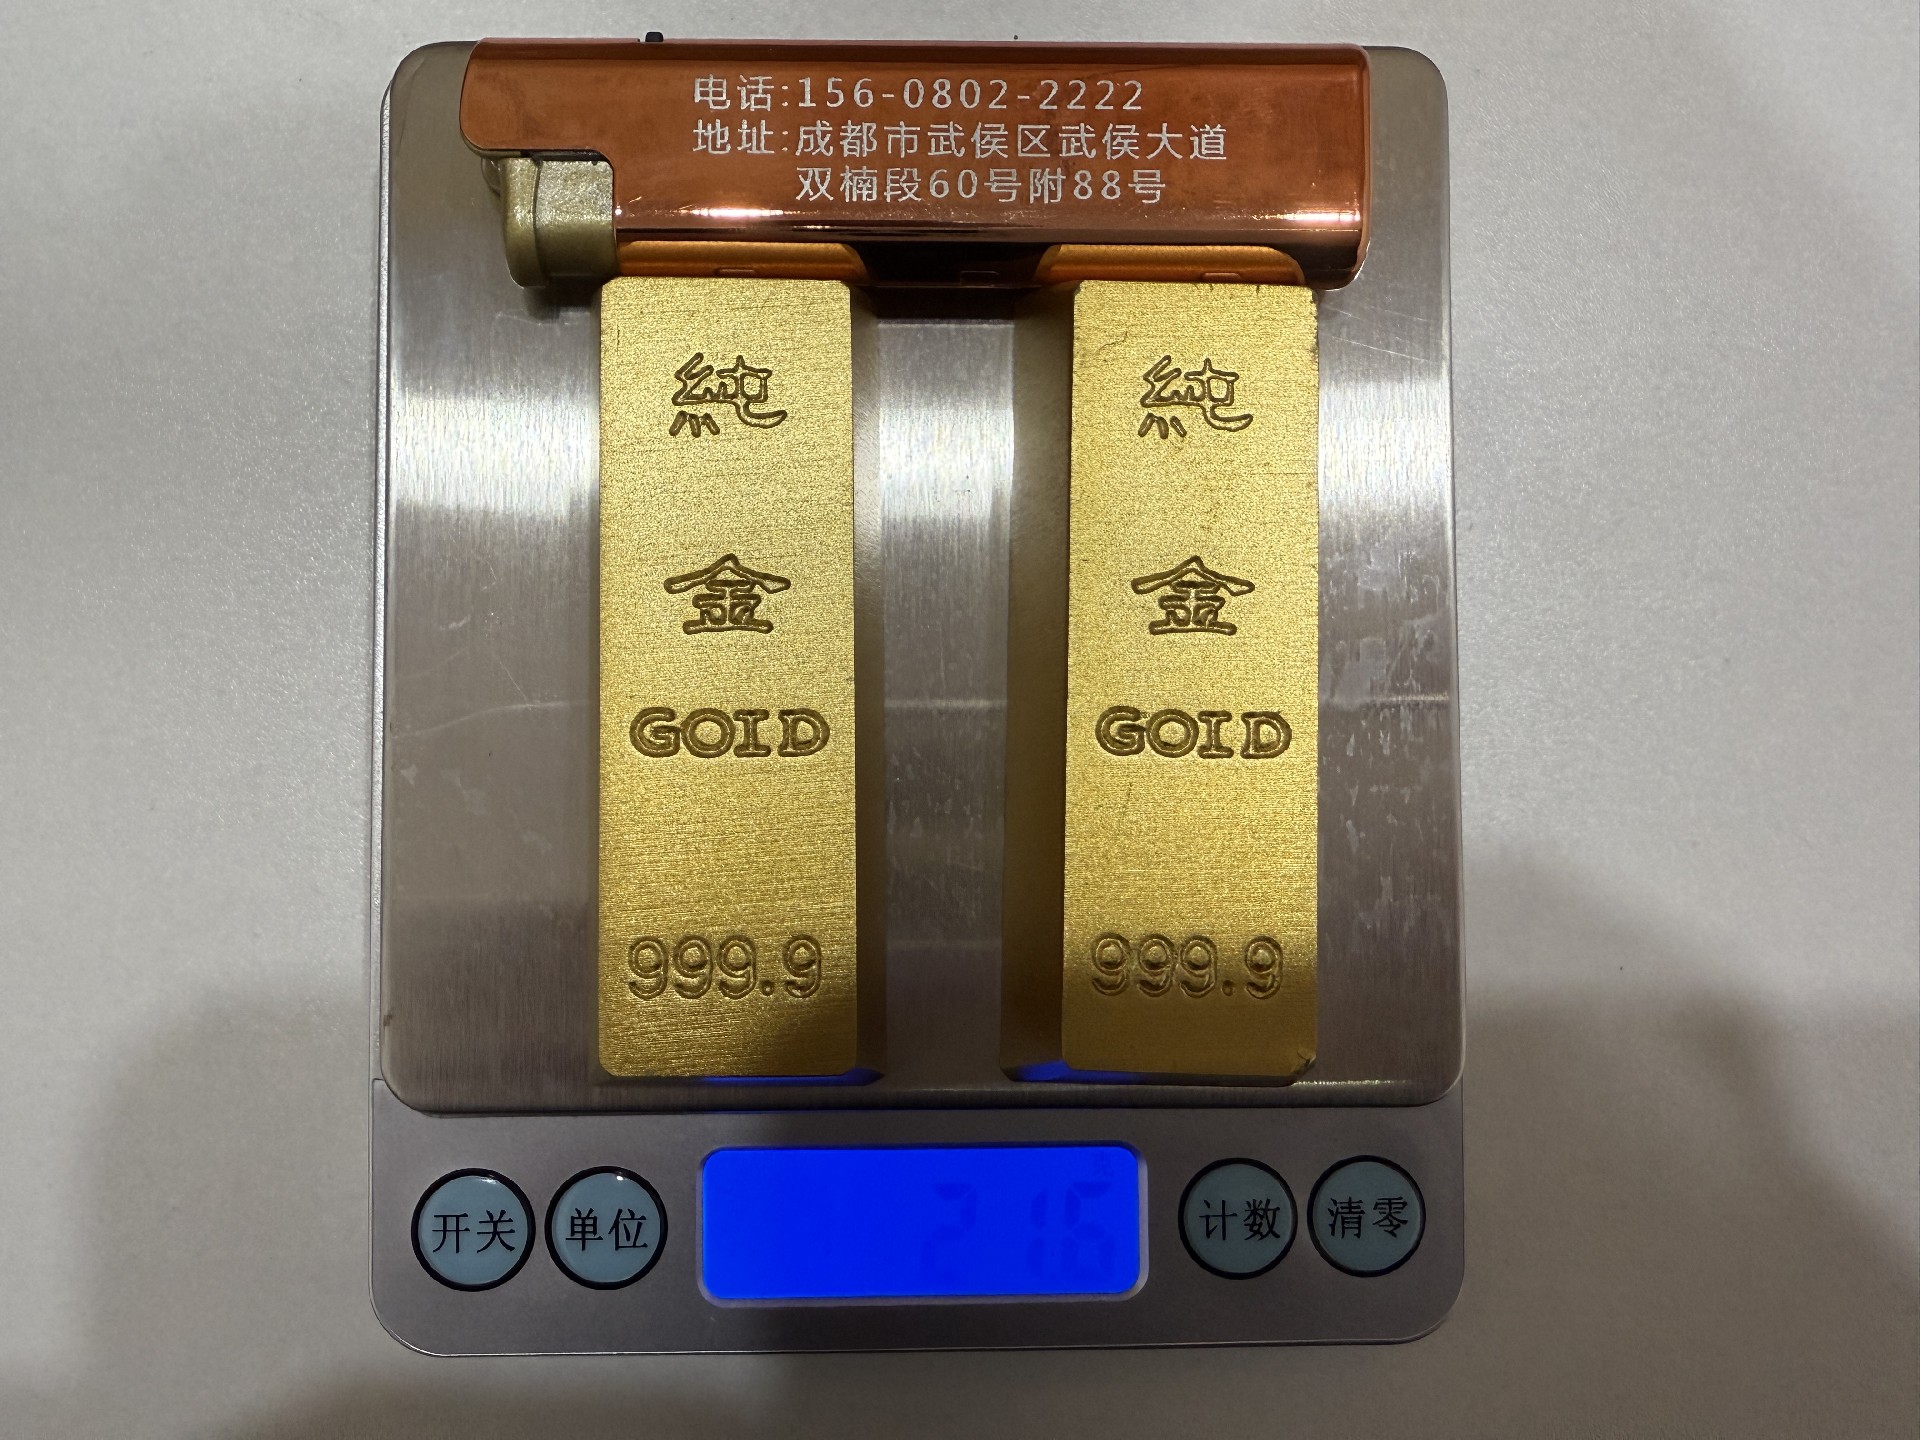 电话:156-0802-2222
地址:成都市武侯区武侯大道
双楠段60号附88号
純 純
金 金
GOID GOID
999.9 999.9
开关 单位 计数 清零